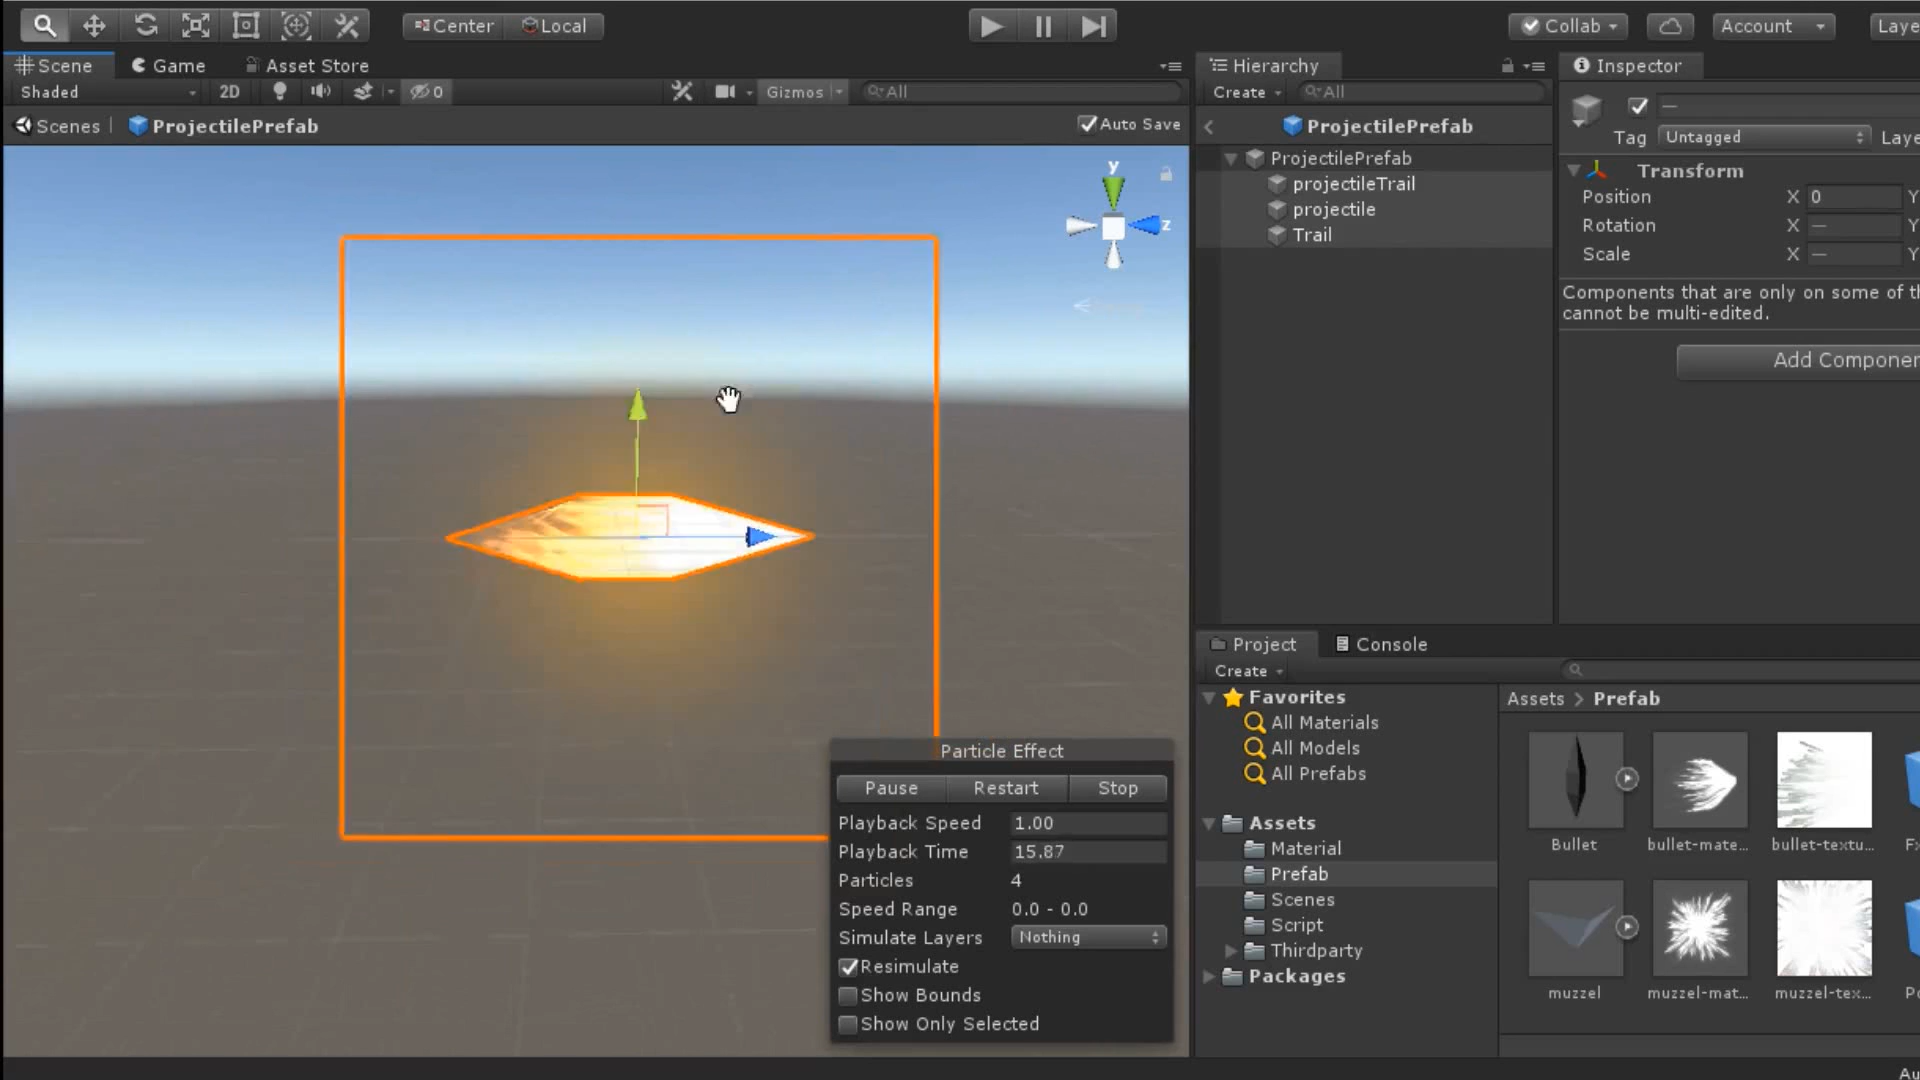 Center Local
Collab Account Laye
Scene Game Asset Store
Shaded 2D 0 Gizmos All
Scenes ProjectilePrefab Auto Save
y
z
Hierarchy
Create All
ProjectilePrefab
ProjectilePrefab
projectileTrail
projectile
Trail
Inspector
—
Tag Untagged Laye
Transform
Position X 0 Y
Rotation X — Y
Scale X — Y
Components that are only on some of th
cannot be multi-edited.
Add Componen
Particle Effect
Pause Restart Stop
Playback Speed 1.00
Playback Time 15.87
Particles 4
Speed Range 0.0 - 0.0
Simulate Layers Nothing
Resimulate
Show Bounds
Show Only Selected
Project Console
Create
Favorites
All Materials
All Models
All Prefabs
Assets
Material
Prefab
Scenes
Script
Thirdparty
Packages
Assets > Prefab
Bullet bullet-mate... bullet-textu... Fx
muzzel muzzel-mat... muzzel-tex... Po
Au